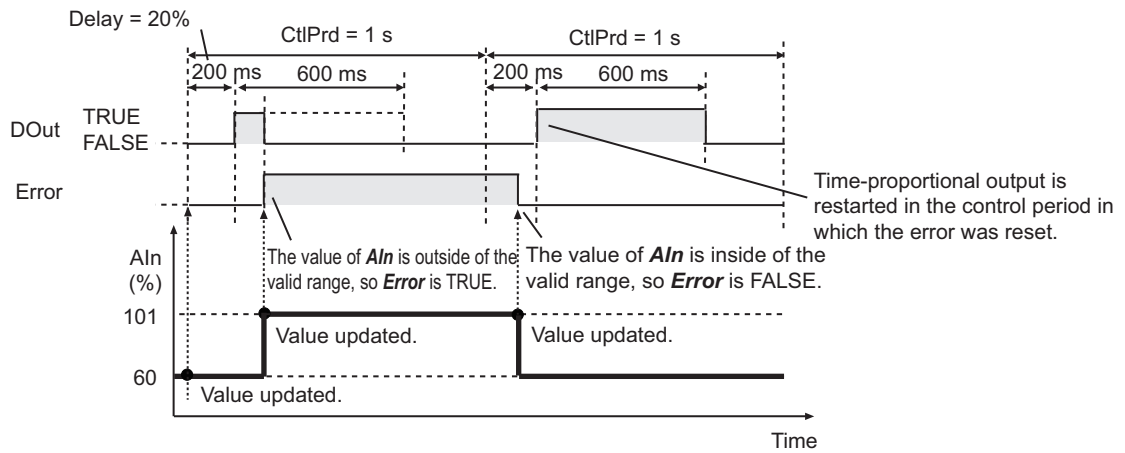 Delay = 20%
CtlPrd = 1 s
CtlPrd = 1 s
200 ms
600 ms
200 ms
600 ms
DOut
TRUE
FALSE
Error
Time-proportional output is
restarted in the control period in
which the error was reset.
AIn
(%)
The value of AIn is outside of the
valid range, so Error is TRUE.
The value of AIn is inside of the
valid range, so Error is FALSE.
101
Value updated.
Value updated.
60
Value updated.
Time